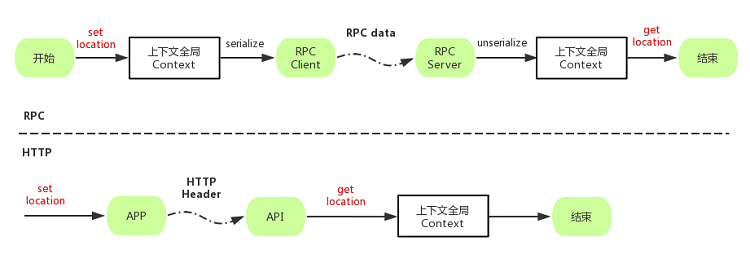 开始
set
location
上下文全局
Context
serialize
RPC
Client
RPC data
RPC
Server
unserialize
上下文全局
Context
get
location
结束
RPC
HTTP
set
location
APP
HTTP
Header
API
get
location
上下文全局
Context
结束